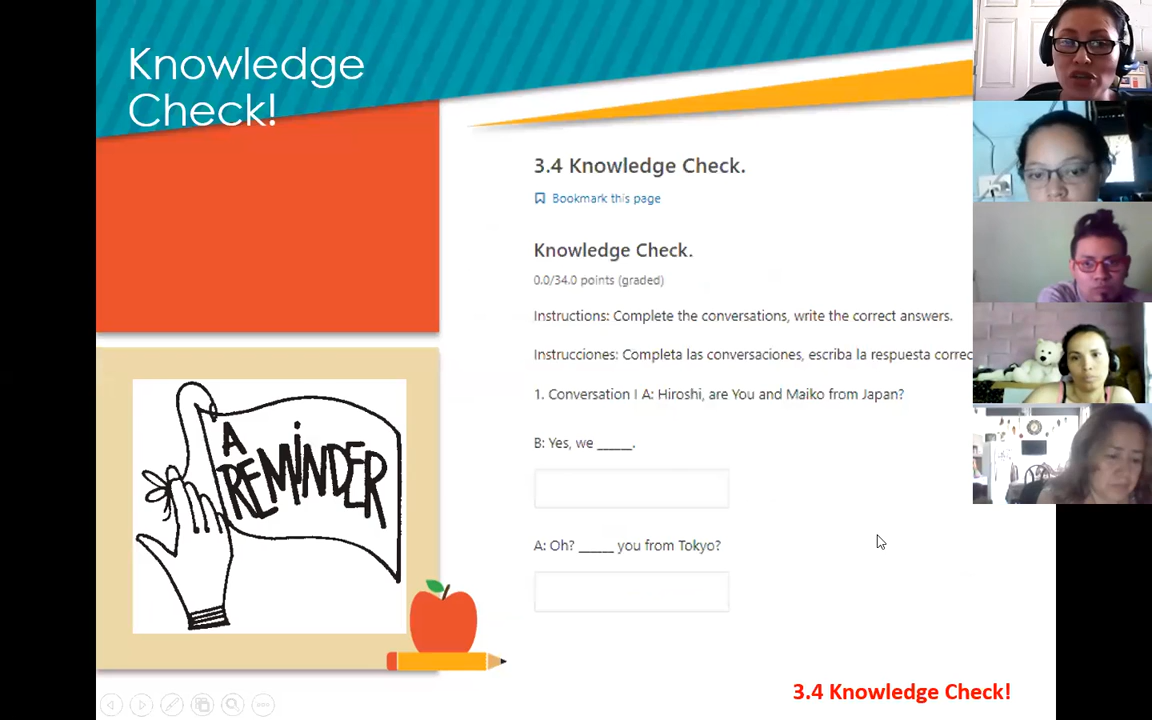 Knowledge
Check!
3.4 Knowledge Check.
Bookmark this page
Knowledge Check.
0.0/34.0 points (graded)
Instructions: Complete the conversations, write the correct answers.
Instrucciones: Completa las conversaciones, escriba la respuesta correc
1. Conversation I A: Hiroshi, are You and Maiko from Japan?
B: Yes, we _____.
A: Oh? _____ you from Tokyo?
A
REMINDER
3.4 Knowledge Check!